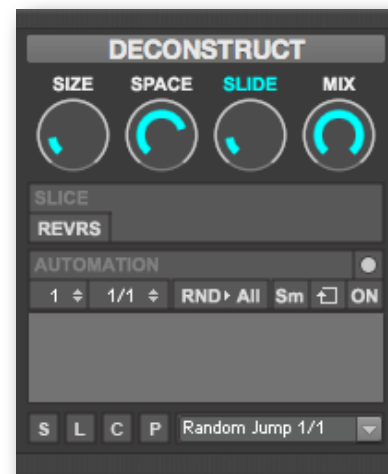 DECONSTRUCT
SIZE SPACE SLIDE MIX
SLICE
REVRS
AUTOMATION
1 1/1 RND All Sm ON
S L C P Random Jump 1/1